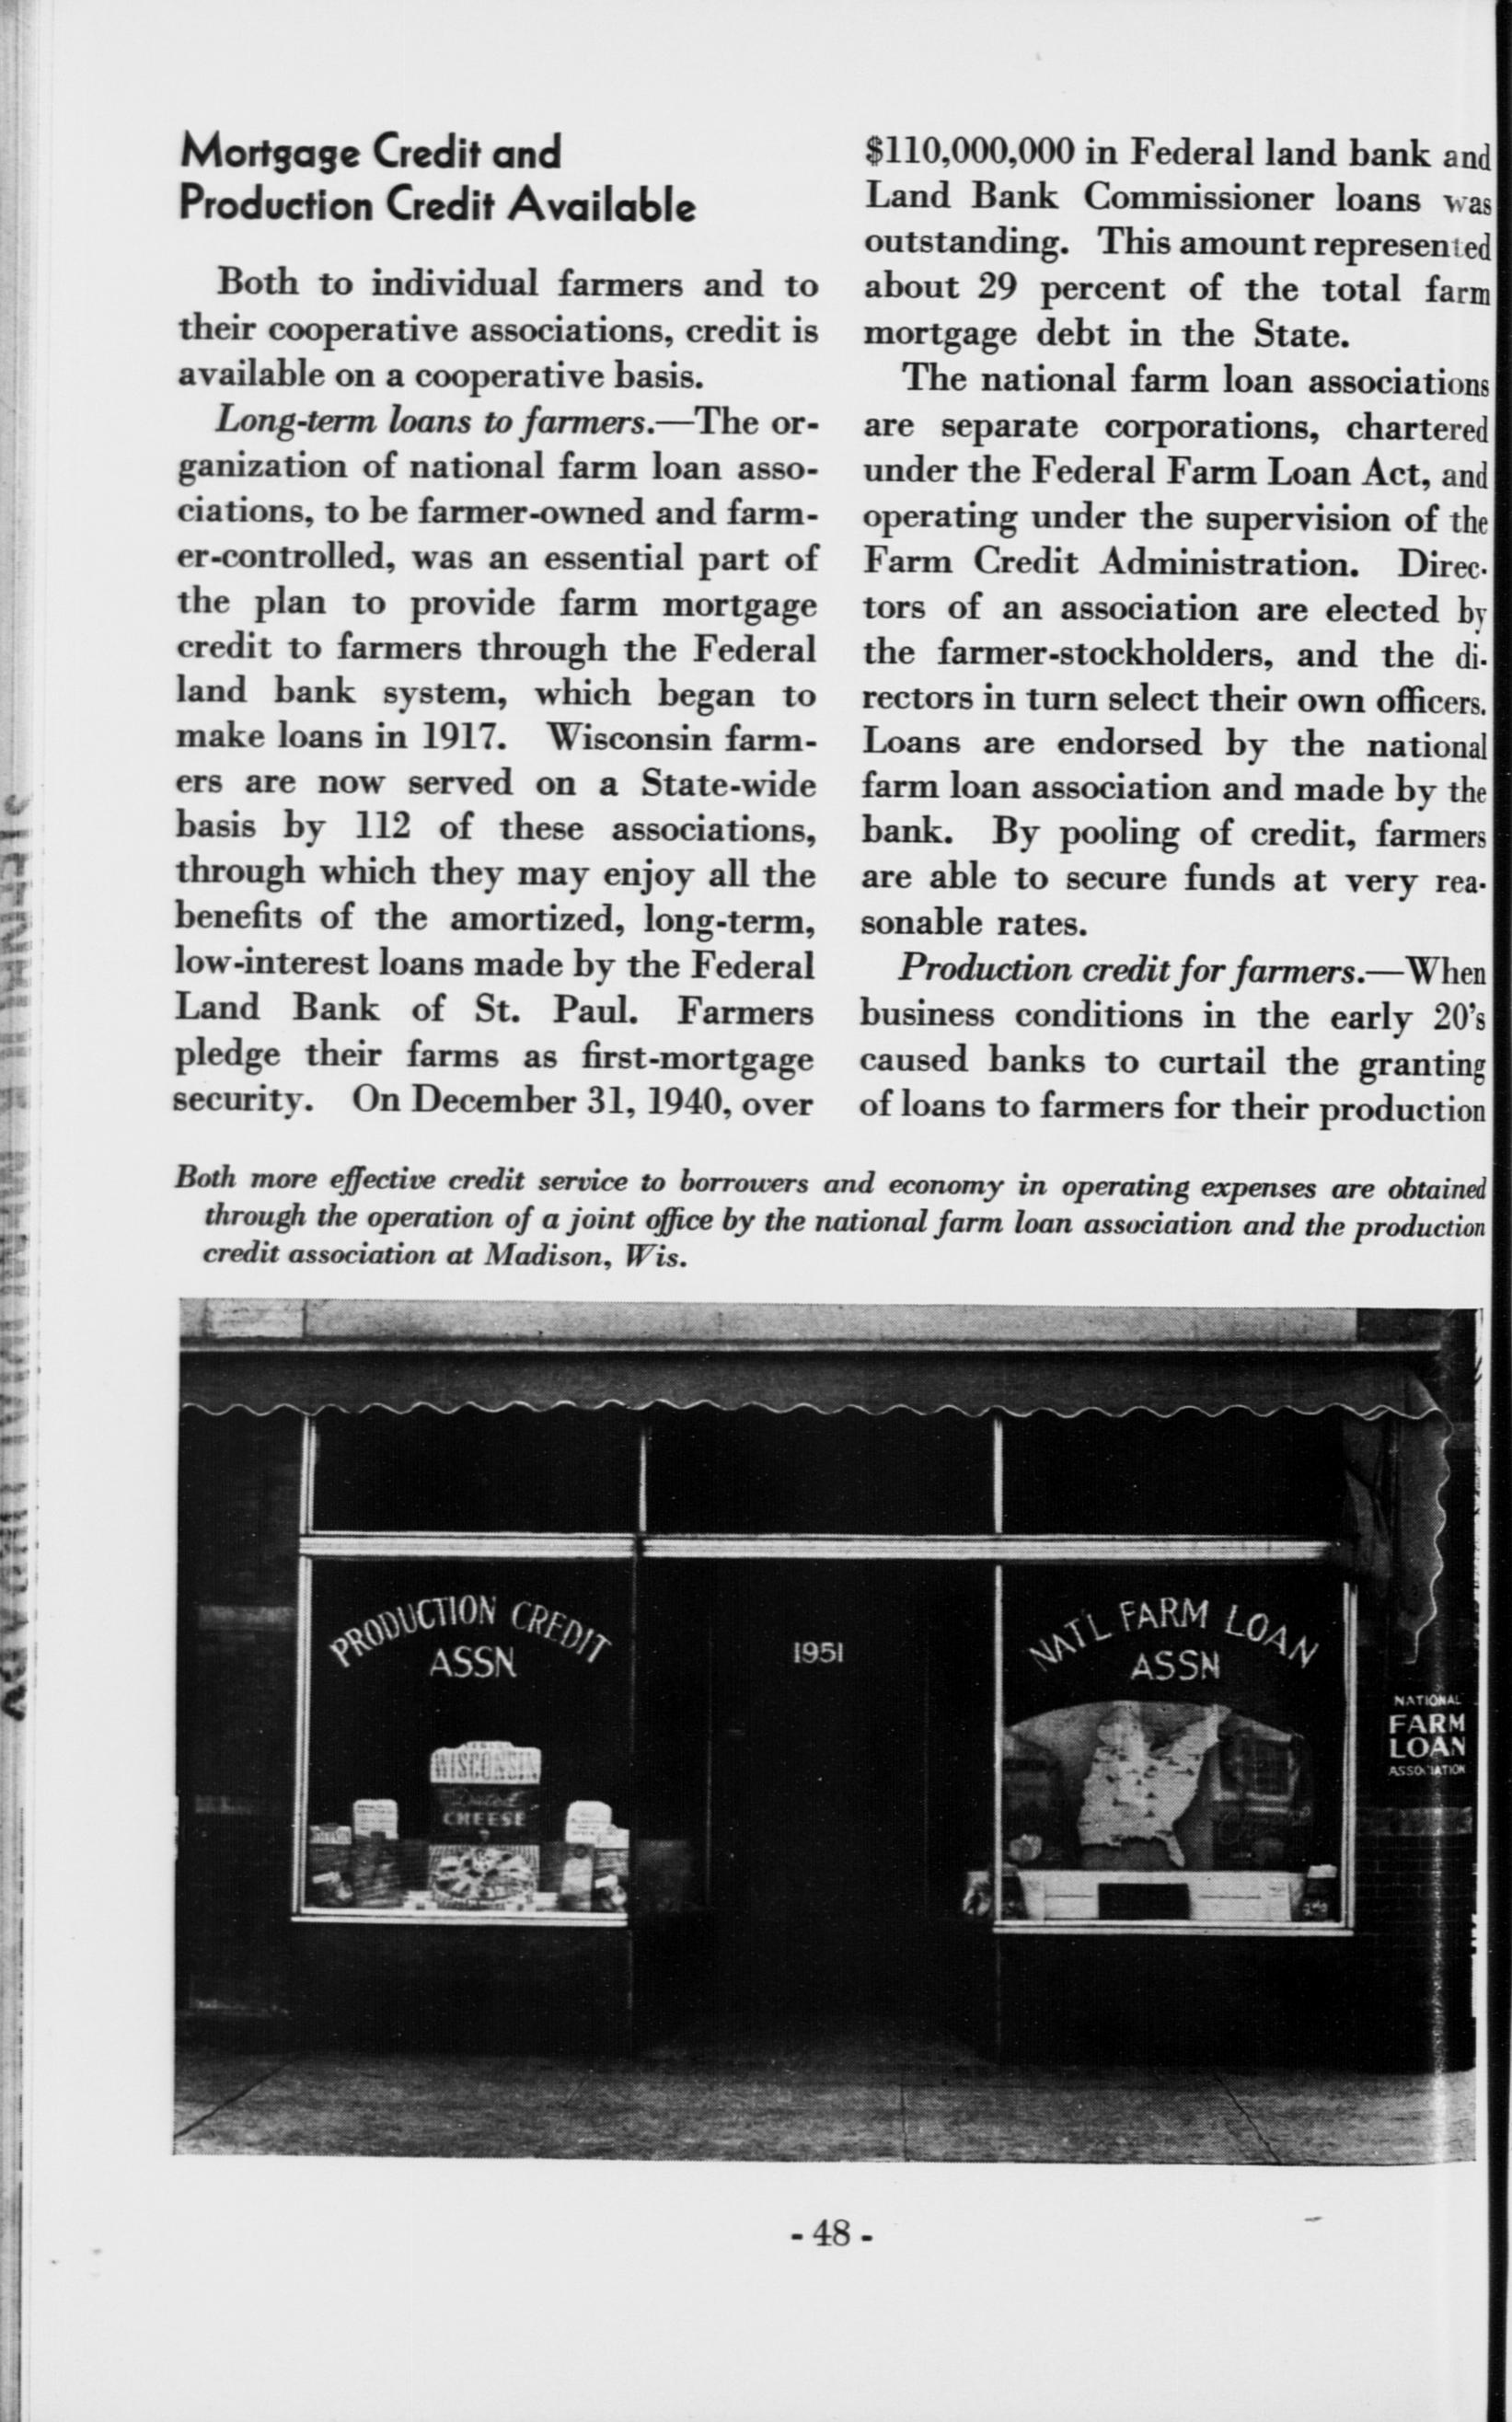 Mortgage Credit and
Production Credit Available
Both to individual farmers and to
their cooperative associations, credit is
available on a cooperative basis.
Long-term loans to farmers.—The or-
ganization of national farm loan asso-
ciations, to be farmer-owned and farm-
er-controlled, was an essential part of
the plan to provide farm mortgage
credit to farmers through the Federal
land bank system, which began to
make loans in 1917. Wisconsin farm-
ers are now served on a State-wide
basis by 112 of these associations,
through which they may enjoy all the
benefits of the amortized, long-term,
low-interest loans made by the Federal
Land Bank of St. Paul. Farmers
pledge their farms as first-mortgage
security. On December 31, 1940, over
$110,000,000 in Federal land bank and
Land Bank Commissioner loans was
outstanding. This amount represented
about 29 percent of the total farm
mortgage debt in the State.
The national farm loan associations
are separate corporations, chartered
under the Federal Farm Loan Act, and
operating under the supervision of the
Farm Credit Administration. Direc-
tors of an association are elected by
the farmer-stockholders, and the di-
rectors in turn select their own officers.
Loans are endorsed by the national
farm loan association and made by the
bank. By pooling of credit, farmers
are able to secure funds at very rea-
sonable rates.
Production credit for farmers.—When
business conditions in the early 20's
caused banks to curtail the granting
of loans to farmers for their production
Both more effective credit service to borrowers and economy in operating expenses are obtained
through the operation of a joint office by the national farm loan association and the production
credit association at Madison, Wis.
PRODUCTION CREDIT
ASSN
1951
NAT'L FARM LOAN
ASSN
NATIONAL
FARM
LOAN
ASSOCIATION
WISCONSIN
CHEESE
- 48 -